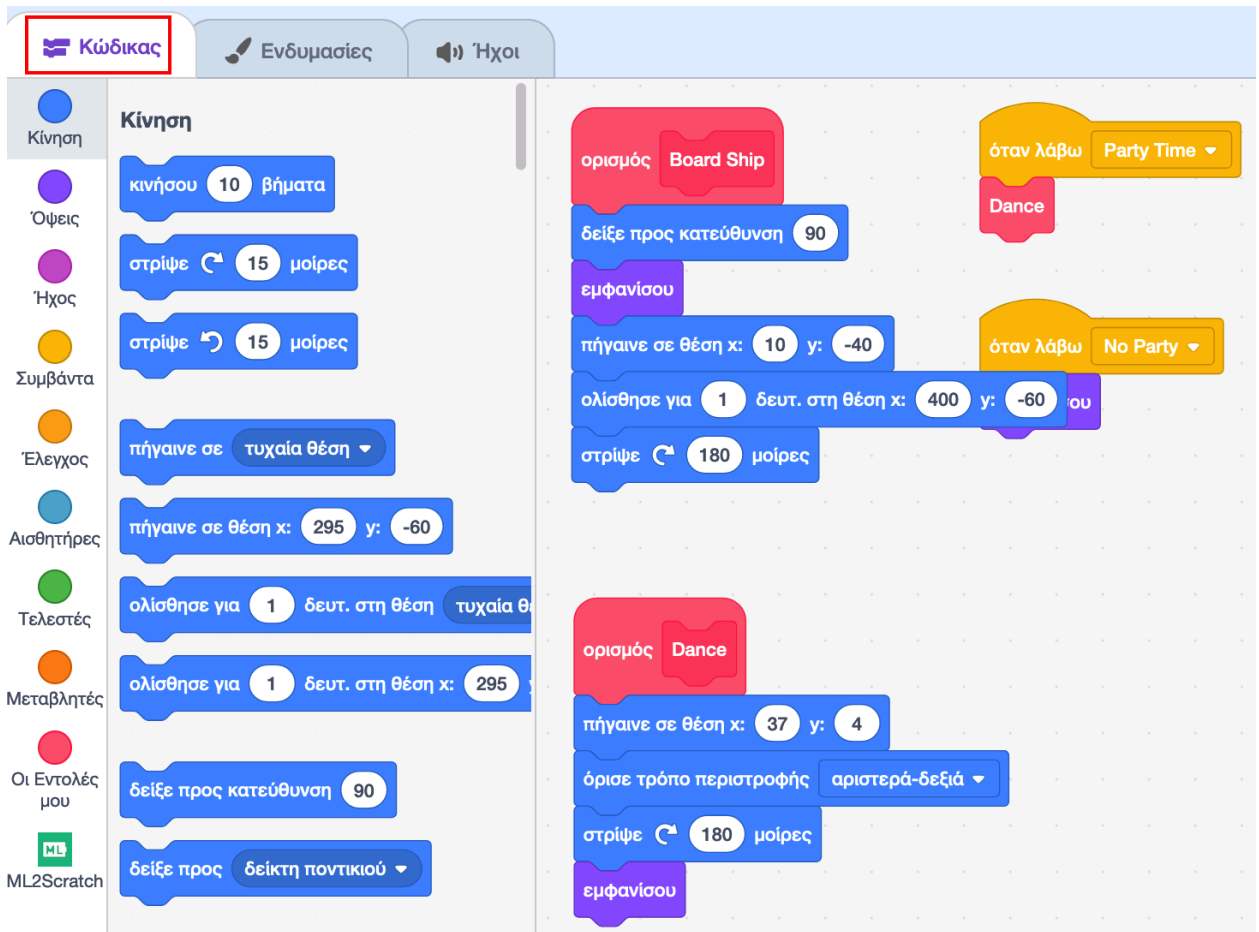 Κώδικας
Ενδυμασίες
Ήχοι
Κίνηση
Όψεις
Ήχος
Συμβάντα
Έλεγχος
Αισθητήρες
Τελεστές
Μεταβλητές
Οι Εντολές
μου
ML
ML2Scratch
Κίνηση
κινήσου 10 βήματα
στρίψε 15 μοίρες
στρίψε 15 μοίρες
πήγαινε σε τυχαία θέση
πήγαινε σε θέση x: 295 y: -60
ολίσθησε για 1 δευτ. στη θέση τυχαία
ολίσθησε για 1 δευτ. στη θέση x: 295
δείξε προς κατεύθυνση 90
δείξε προς δείκτη ποντικιού
ορισμός Board Ship
δείξε προς κατεύθυνση 90
εμφανίσου
πήγαινε σε θέση x: 10 y: -40
ολίσθησε για 1 δευτ. στη θέση x: 400 y: -60
στρίψε 180 μοίρες
όταν λάβω Party Time
Dance
όταν λάβω No Party
ορισμός Dance
πήγαινε σε θέση x: 37 y: 4
όρισε τρόπο περιστροφής αριστερά-δεξιά
στρίψε 180 μοίρες
εμφανίσου